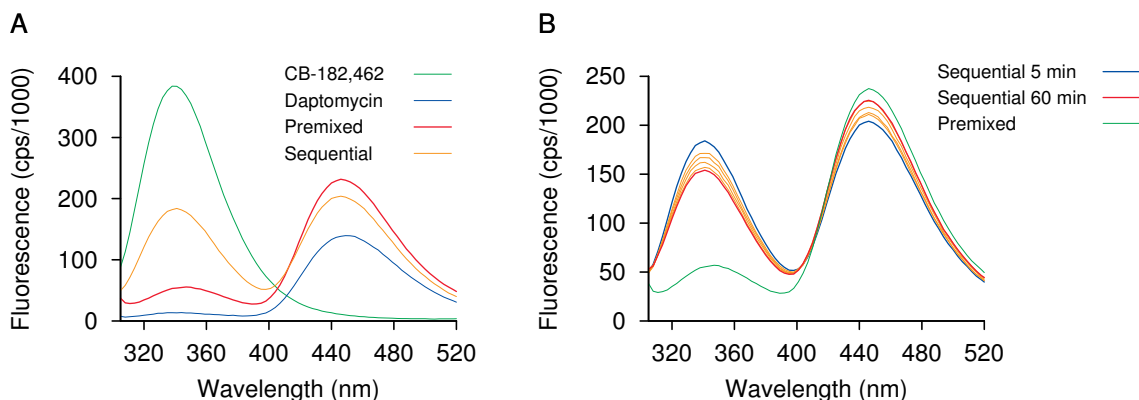 A
400
300
200
100
0
Fluorescence (cps/1000)
320 360 400 440 480 520
Wavelength (nm)
CB-182,462
Daptomycin
Premixed
Sequential
B
250
200
150
100
50
0
Fluorescence (cps/1000)
320 360 400 440 480 520
Wavelength (nm)
Sequential 5 min
Sequential 60 min
Premixed